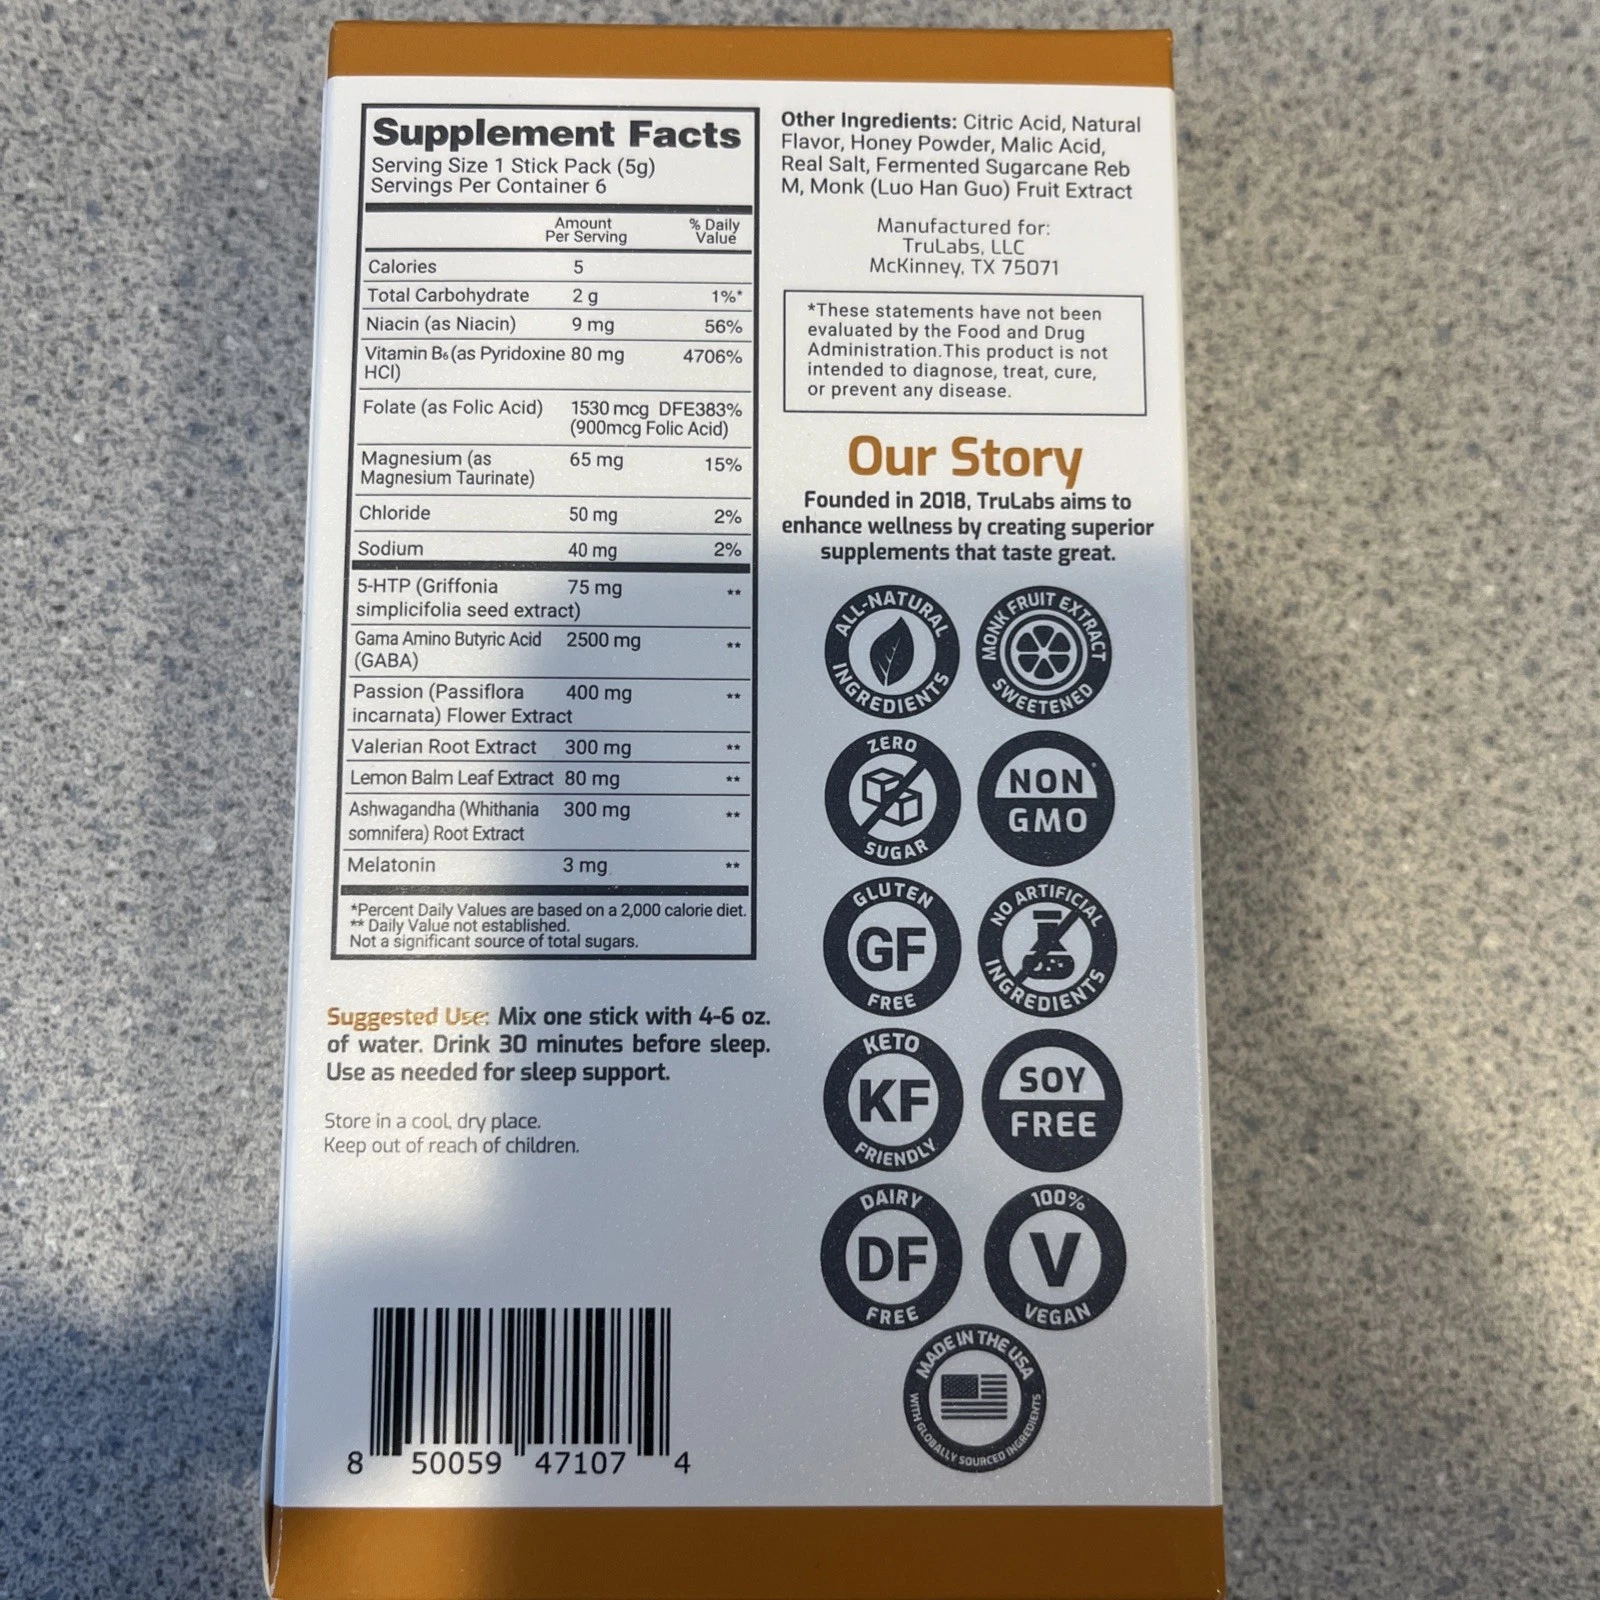 Supplement Facts
Serving Size 1 Stick Pack (5g)
Servings Per Container 6
Amount Per Serving
% Daily Value
Calories 5
Total Carbohydrate 2 g 1%*
Niacin (as Niacin) 9 mg 56%
Vitamin B6 (as Pyridoxine 80 mg 4706%
HCl)
Folate (as Folic Acid) 1530 mcg DFE383%
(900mcg Folic Acid)
Magnesium (as 65 mg 15%
Magnesium Taurinate)
Chloride 50 mg 2%
Sodium 40 mg 2%
5-HTP (Griffonia 75 mg **
simplicifolia seed extract)
Gama Amino Butyric Acid 2500 mg **
(GABA)
Passion (Passiflora 400 mg **
incarnata) Flower Extract
Valerian Root Extract 300 mg **
Lemon Balm Leaf Extract 80 mg **
Ashwagandha (Whithania 300 mg **
somnifera) Root Extract
Melatonin 3 mg **
*Percent Daily Values are based on a 2,000 calorie diet.
** Daily Value not established.
Not a significant source of total sugars.
Suggested Use: Mix one stick with 4-6 oz.
of water. Drink 30 minutes before sleep.
Use as needed for sleep support.
Store in a cool, dry place.
Keep out of reach of children.
8 50059 47107 4
Other Ingredients: Citric Acid, Natural
Flavor, Honey Powder, Malic Acid,
Real Salt, Fermented Sugarcane Reb
M, Monk (Luo Han Guo) Fruit Extract
Manufactured for:
TruLabs, LLC
McKinney, TX 75071
*These statements have not been
evaluated by the Food and Drug
Administration.This product is not
intended to diagnose, treat, cure,
or prevent any disease.
Our Story
Founded in 2018, TruLabs aims to
enhance wellness by creating superior
supplements that taste great.
ALL-NATURAL INGREDIENTS
MONK FRUIT EXTRACT SWEETENED
ZERO SUGAR
NON GMO
GLUTEN GF FREE
NO ARTIFICIAL INGREDIENTS
KETO KF FRIENDLY
SOY FREE
DAIRY DF FREE
100% V VEGAN
MADE IN THE USA WITH GLOBALLY SOURCED INGREDIENTS